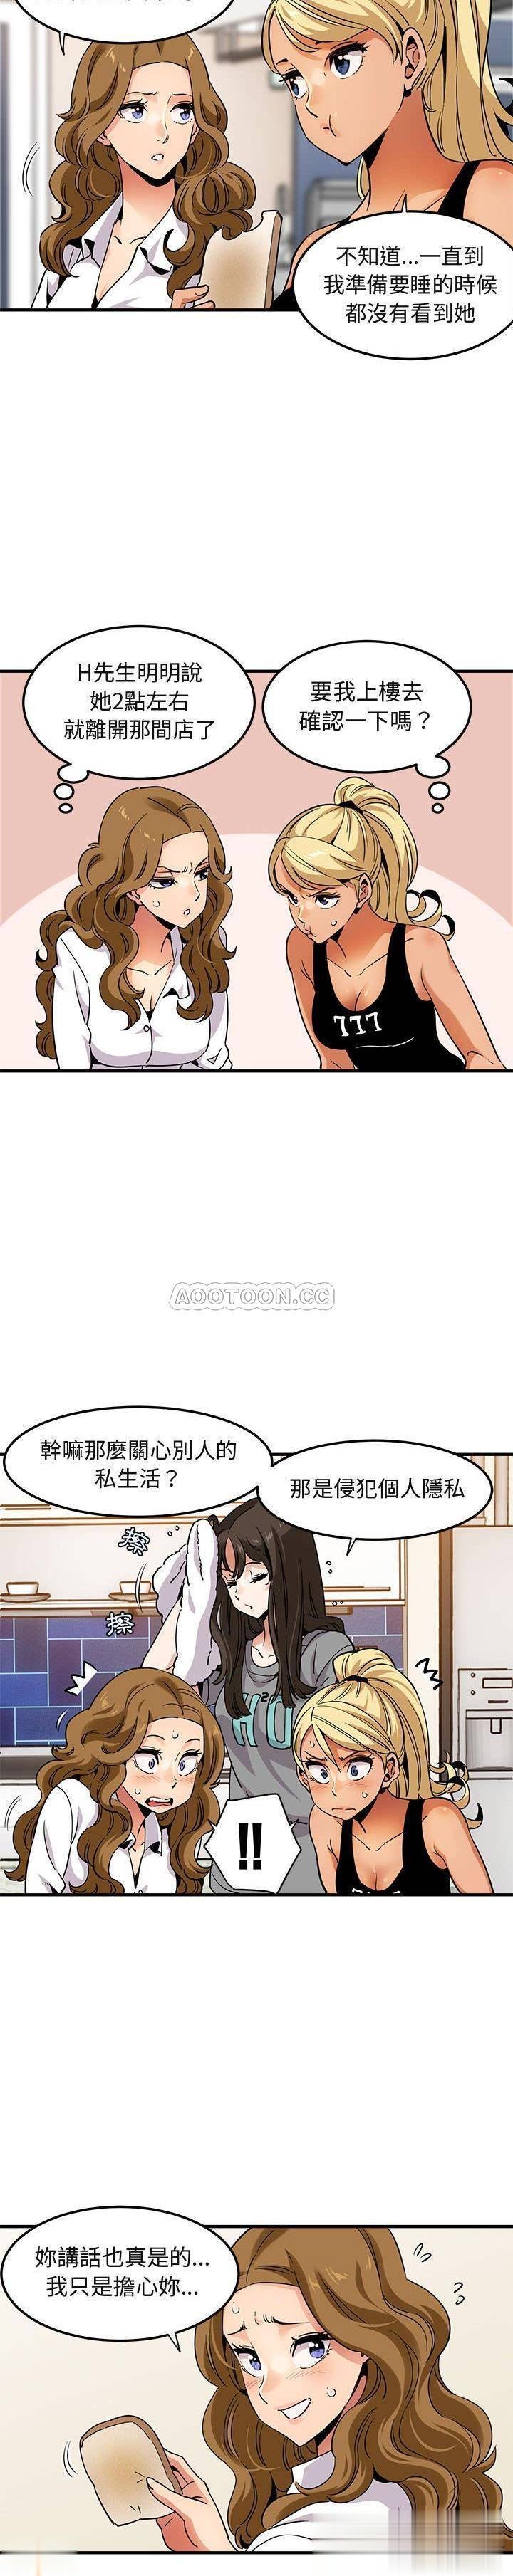 不知道...一直到
我準備要睡的時候
都沒有看到她
H先生明明說
她2點左右
就離開那間店了
要我上樓去
確認一下嗎？
777
AOOTOON.CC
幹嘛那麼關心別人的
私生活？
那是侵犯個人隱私
擦
擦
!!
妳講話也真是的...
我只是擔心妳...